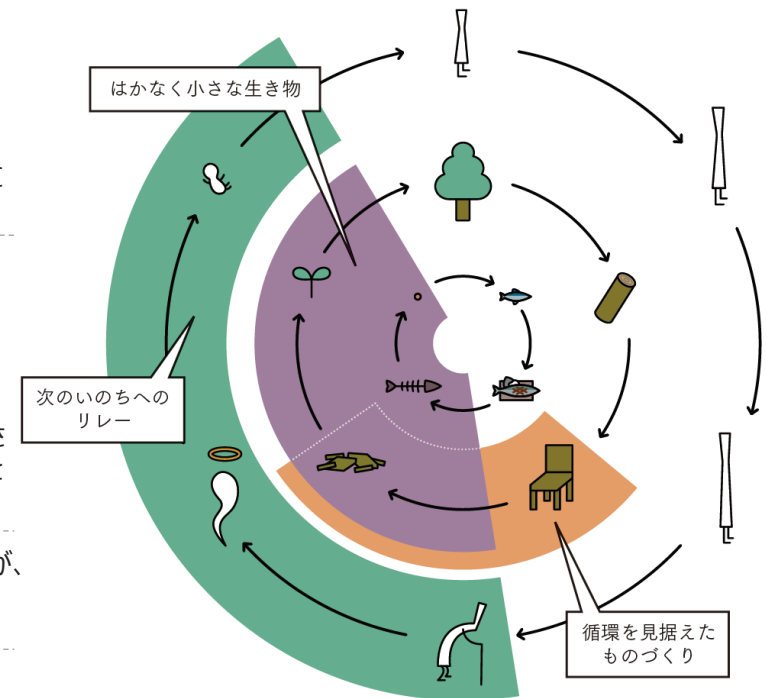 はかなく小さな生き物
次のいのちへの
リレー
循環を見据えた
ものづくり
が、